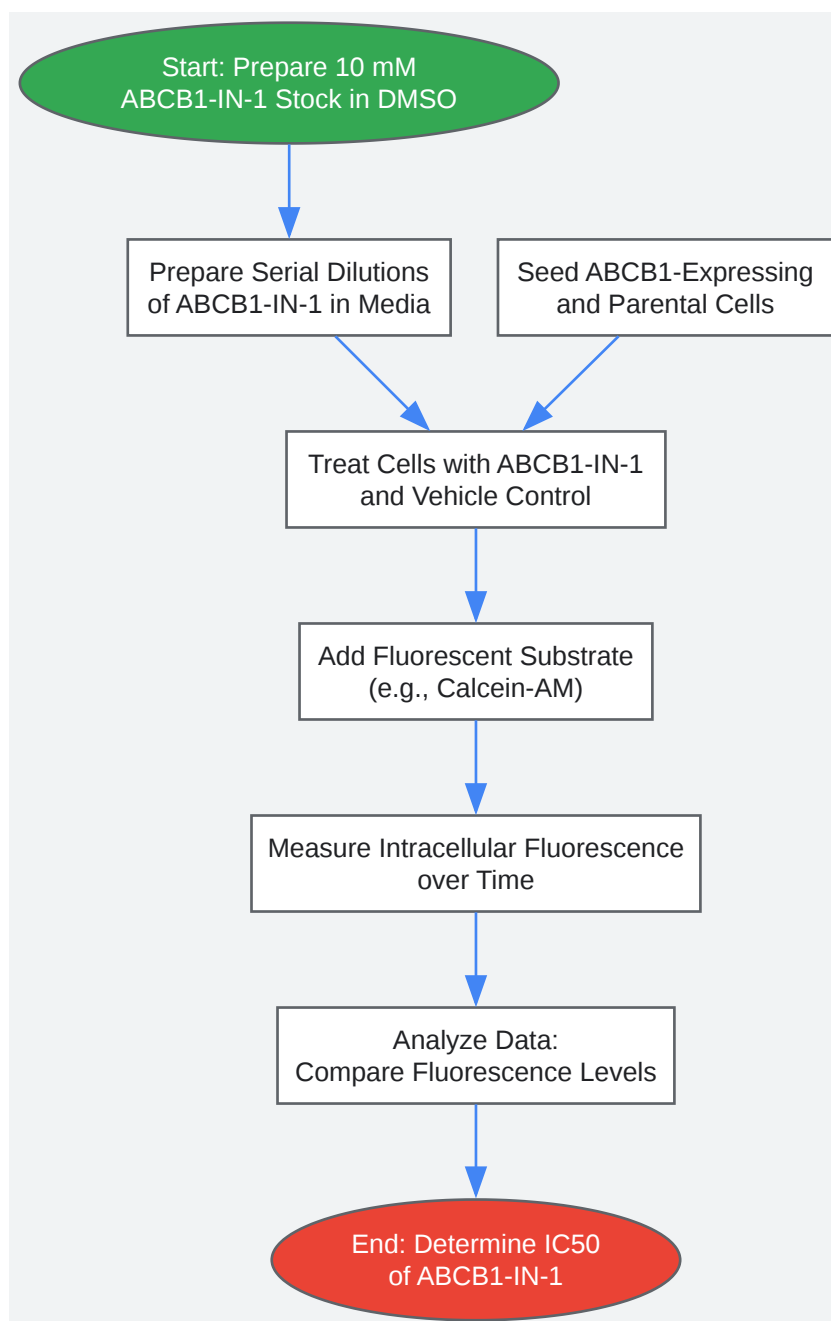 Start: Prepare 10 mM
ABCB1-IN-1 Stock in DMSO
Prepare Serial Dilutions
of ABCB1-IN-1 in Media
Seed ABCB1-Expressing
and Parental Cells
Treat Cells with ABCB1-IN-1
and Vehicle Control
Add Fluorescent Substrate
(e.g., Calcein-AM)
Measure Intracellular Fluorescence
over Time
Analyze Data:
Compare Fluorescence Levels
End: Determine IC50
of ABCB1-IN-1